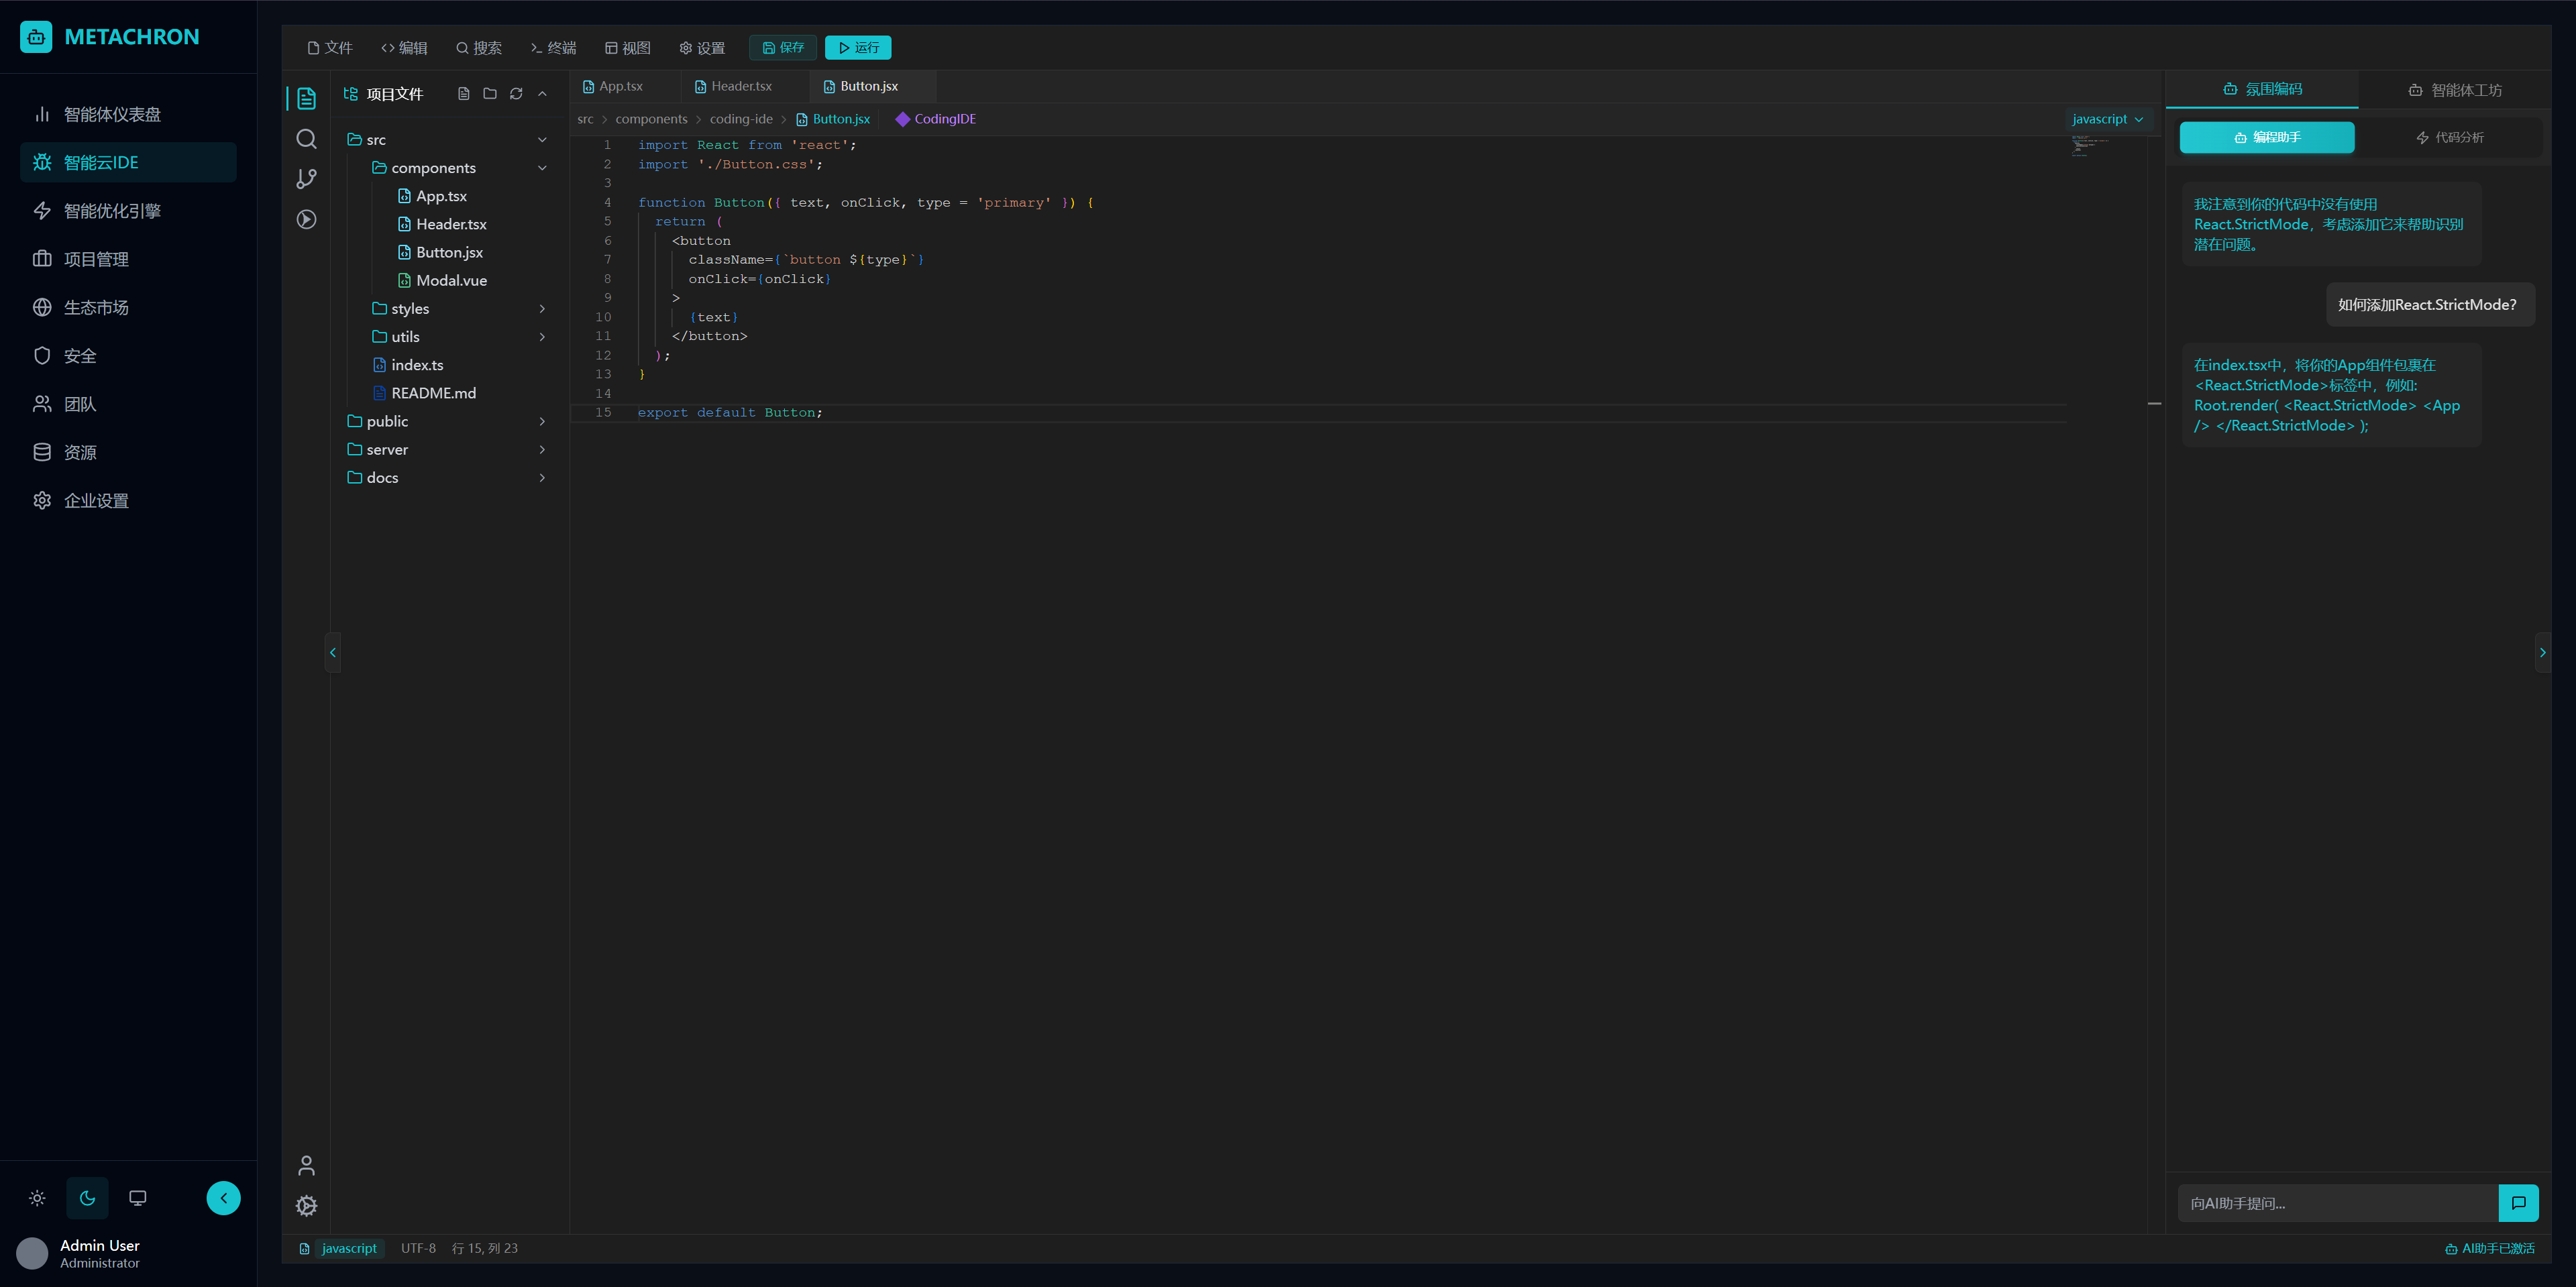 METACHRON
智能体仪表盘
智能云IDE
智能优化引擎
项目管理
生态市场
安全
团队
资源
企业设置
Admin User
Administrator
文件 编辑 搜索 终端 视图 设置 保存 运行
项目文件
src
components
App.tsx
Header.tsx
Button.jsx
Modal.vue
styles
utils
index.ts
README.md
public
server
docs
App.tsx Header.tsx Button.jsx
src components coding-ide Button.jsx CodingIDE javascript
1 import React from 'react';
2 import './Button.css';
3
4 function Button({ text, onClick, type = 'primary' }) {
5 return (
6 <button
7 className={`button ${type}`}
8 onClick={onClick}
9 >
10 {text}
11 </button>
12 );
13 }
14
15 export default Button;
氛围编码 智能体工坊
编程助手 代码分析
我注意到你的代码中没有使用
React.StrictMode，考虑添加它来帮助识别
潜在问题。
如何添加React.StrictMode?
在index.tsx中，将你的App组件包裹在
<React.StrictMode>标签中，例如:
Root.render( <React.StrictMode> <App
/> </React.StrictMode> );
向AI助手提问...
javascript UTF-8 行 15, 列 23
AI助手已激活